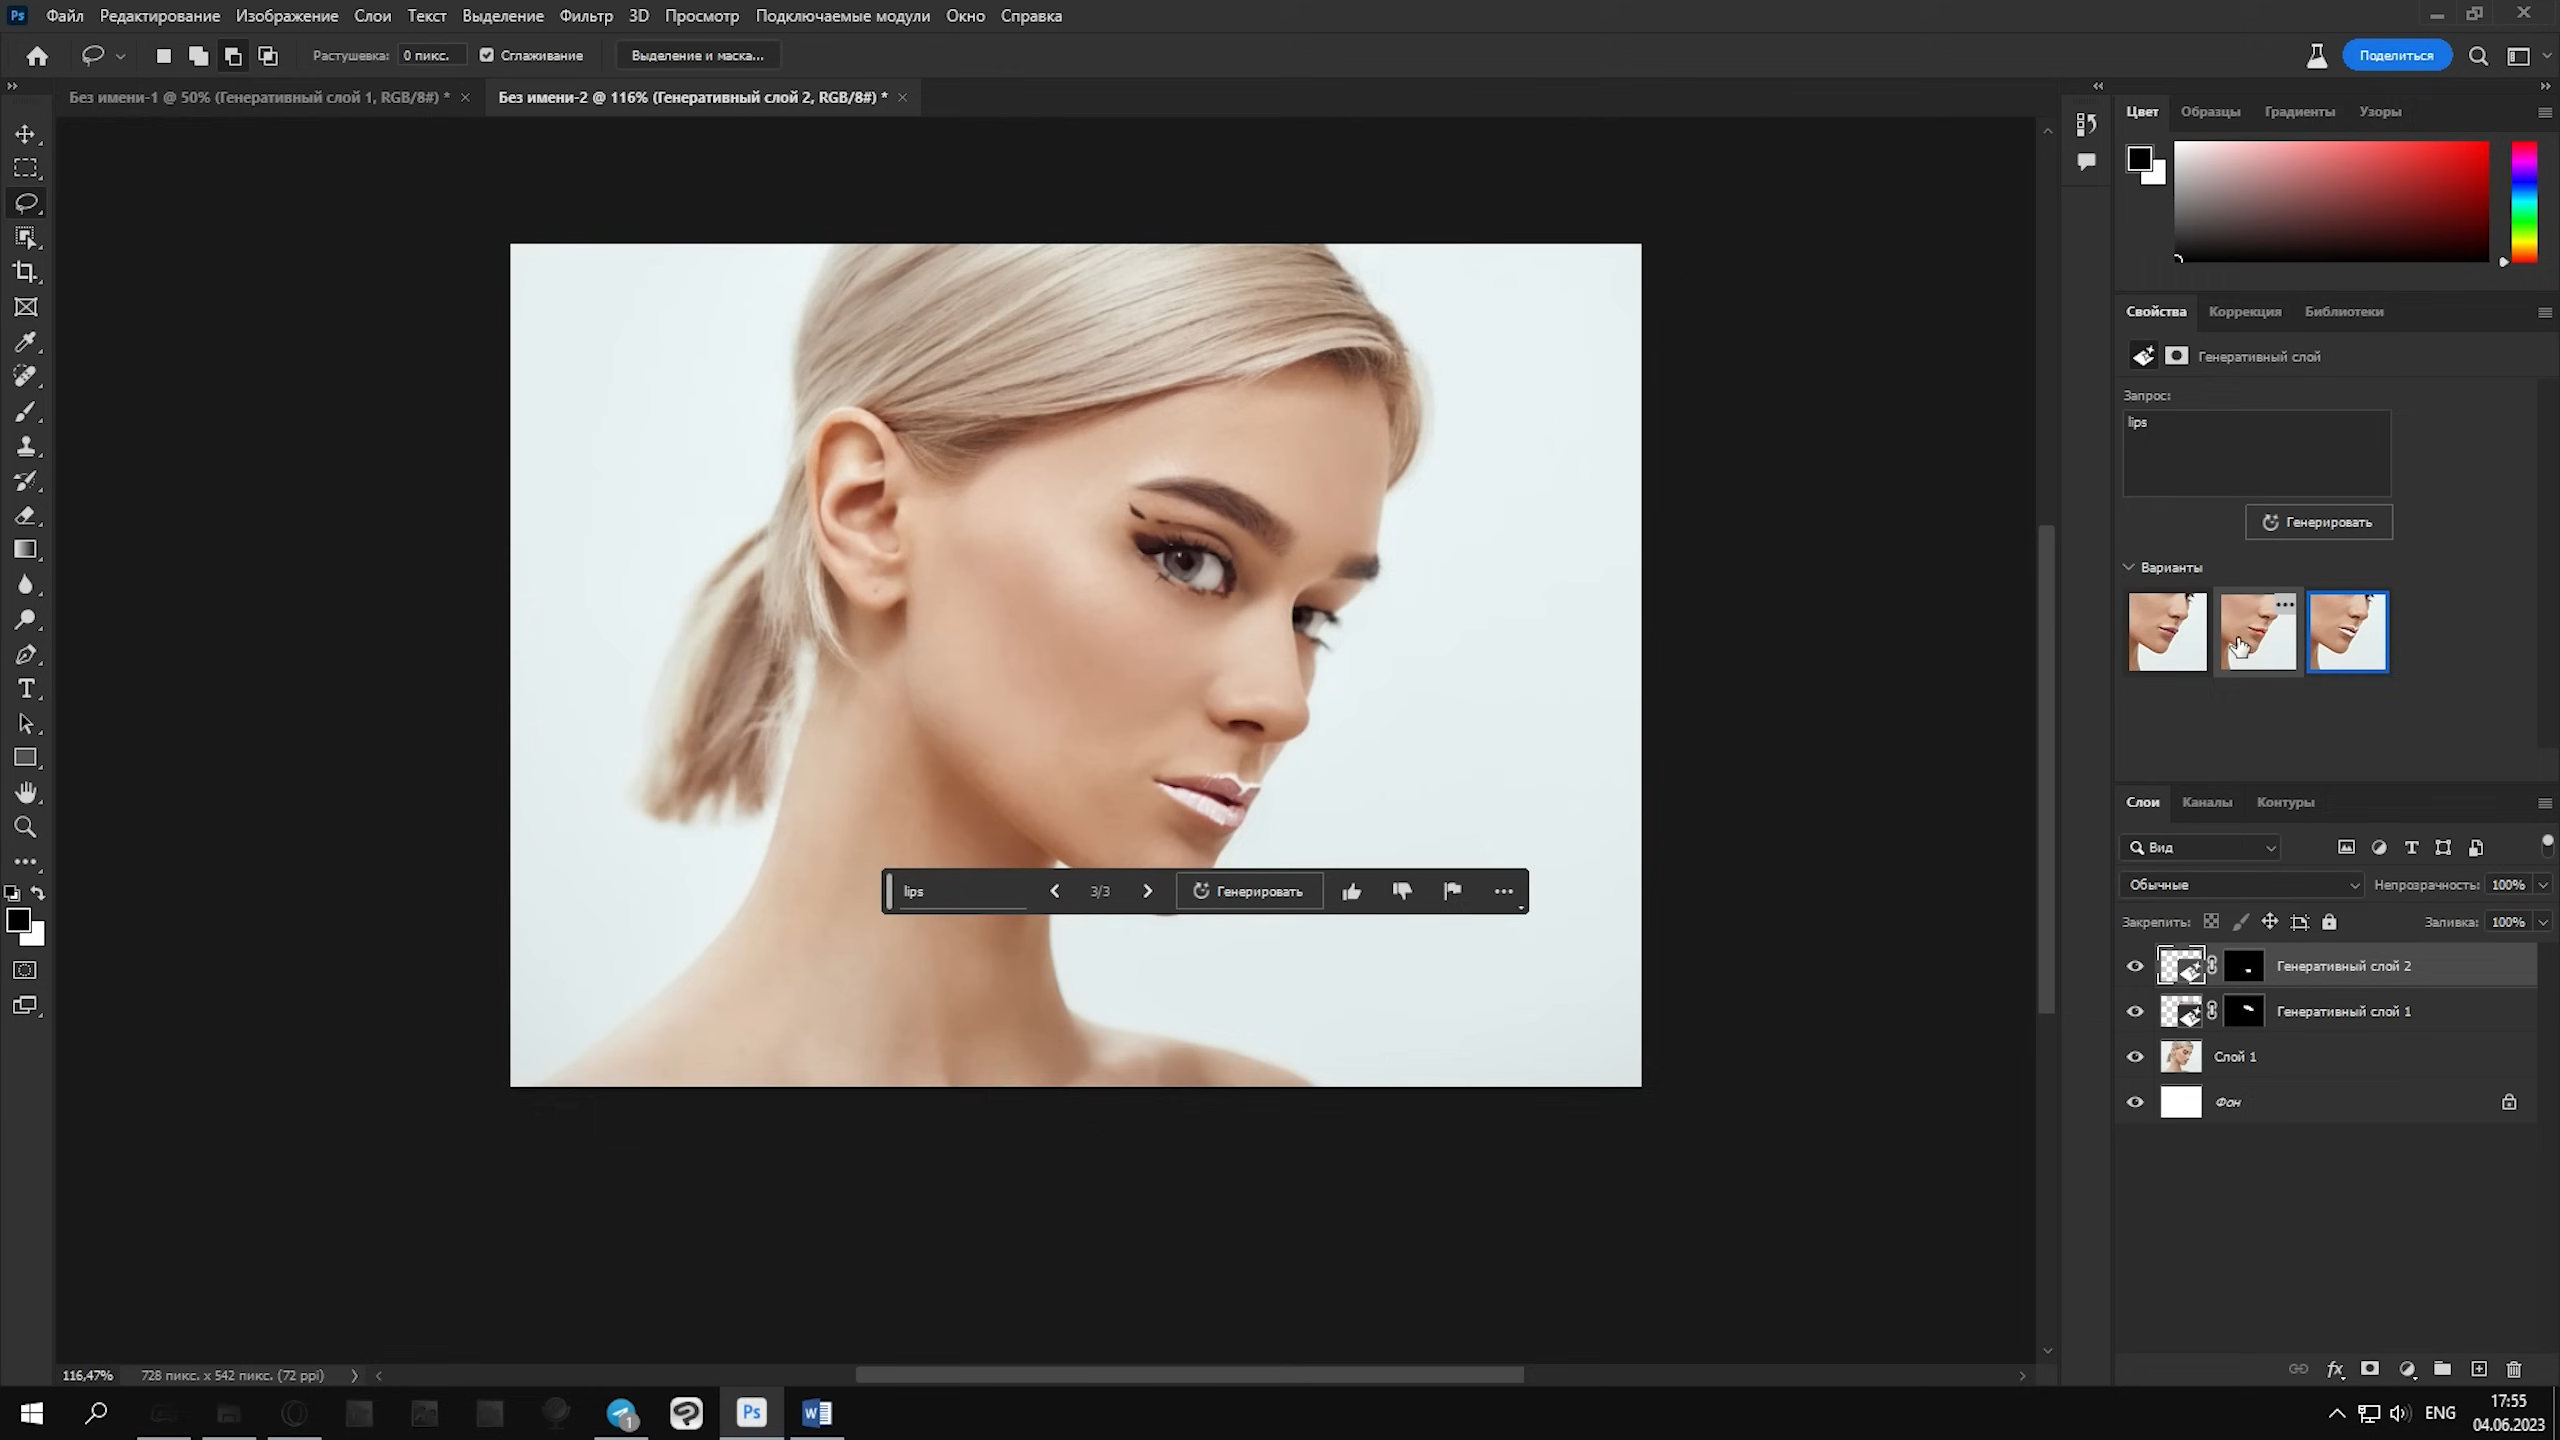 Ps Файл Редактирование Изображение Слои Текст Выделение Фильтр 3D Просмотр Подключаемые модули Окно Справка
Растушевка: 0 пикс. Сглаживание Выделение и маска... Поделиться
Без имени-1 @ 50% (Генеративный слой 1, RGB/8#) * Без имени-2 @ 116% (Генеративный слой 2, RGB/8#) *
Цвет Образцы Градиенты Узоры
Свойства Коррекция Библиотеки
Генеративный слой
Запрос:
lips
Генерировать
Варианты
lips 3/3 Генерировать
Слои Каналы Контуры
Вид
Обычные Непрозрачность: 100%
Закрепить: Заливка: 100%
Генеративный слой 2
Генеративный слой 1
Слой 1
Фон
116,47% 728 пикс. x 542 пикс. (72 ppi)
1 Ps ENG 17:55
04.06.2023